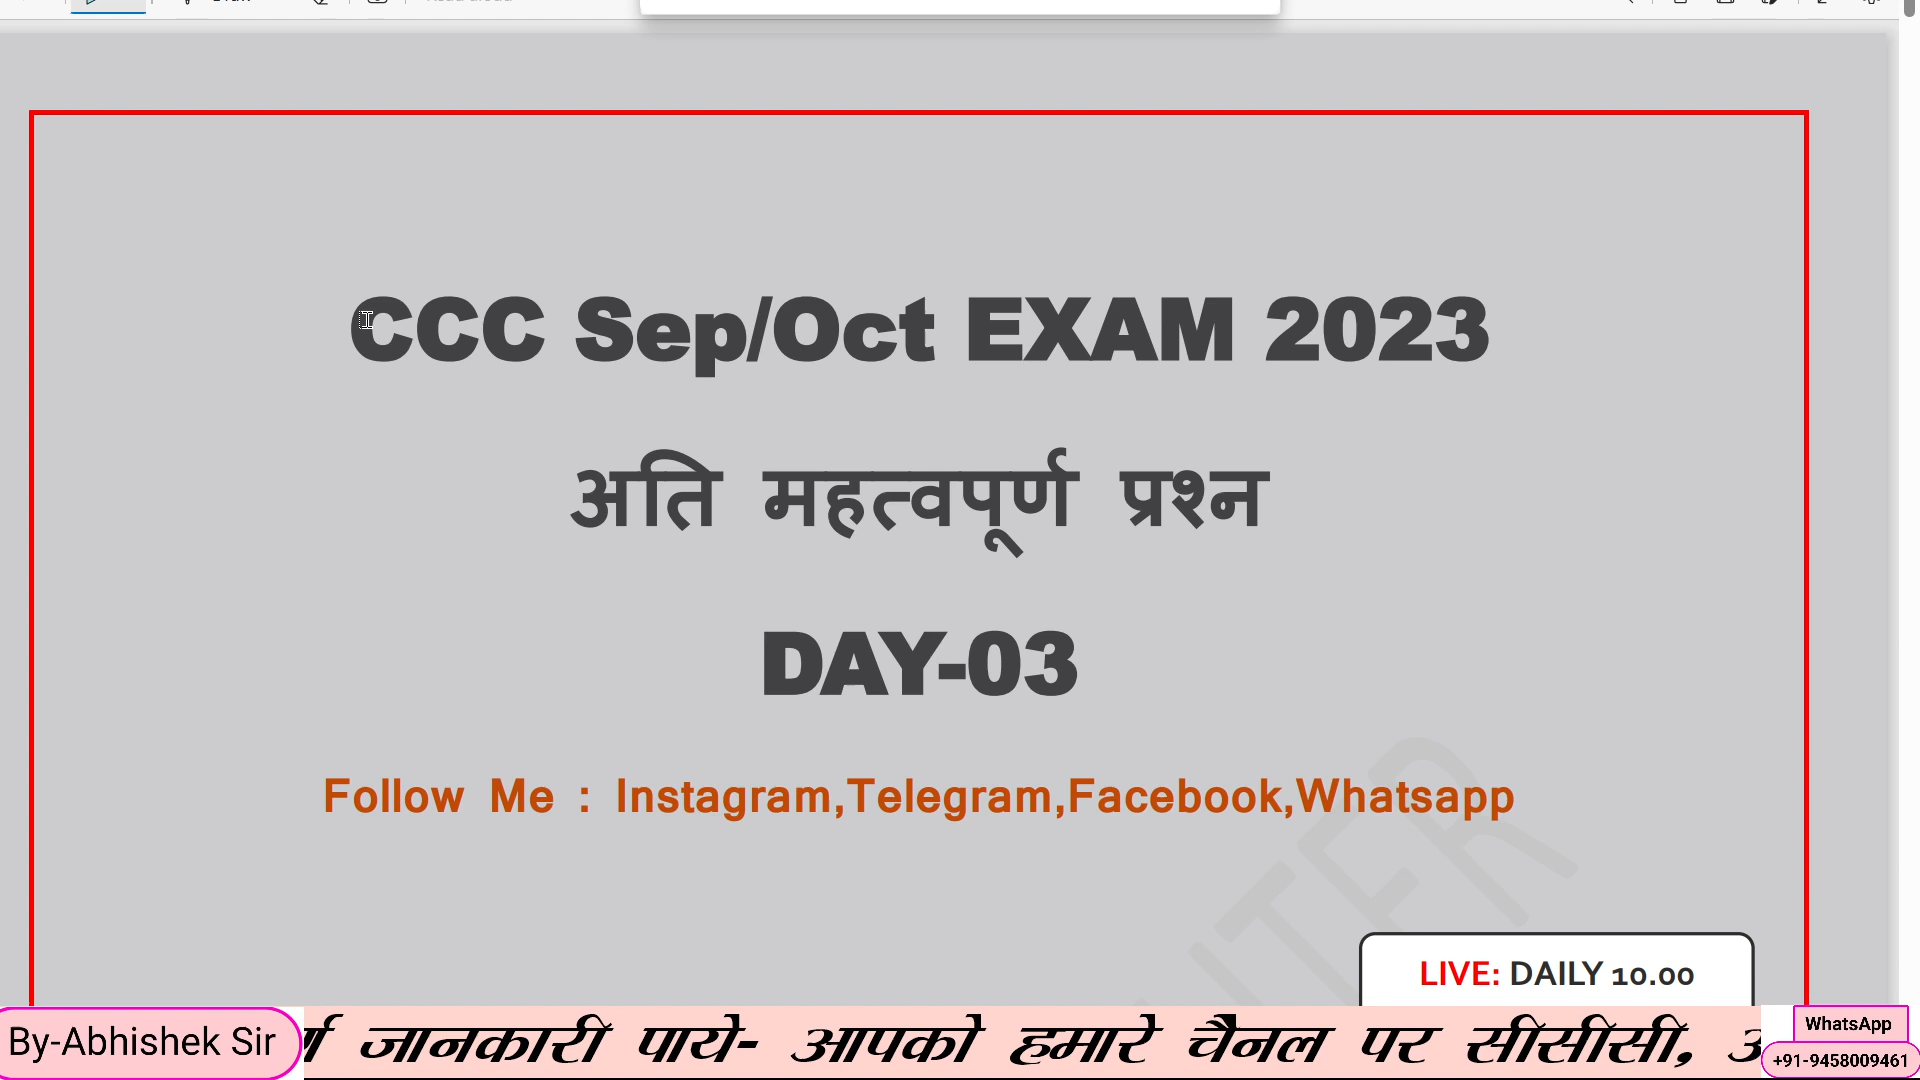 CCC Sep/Oct EXAM 2023
अति महत्वपूर्ण प्रश्न
DAY-03
Follow Me : Instagram,Telegram,Facebook,Whatsapp
LIVE: DAILY 10.00
By-Abhishek Sir
जानकारी पाये- आपको हमारे चैनल पर सीसीसी,
WhatsApp
+91-9458009461